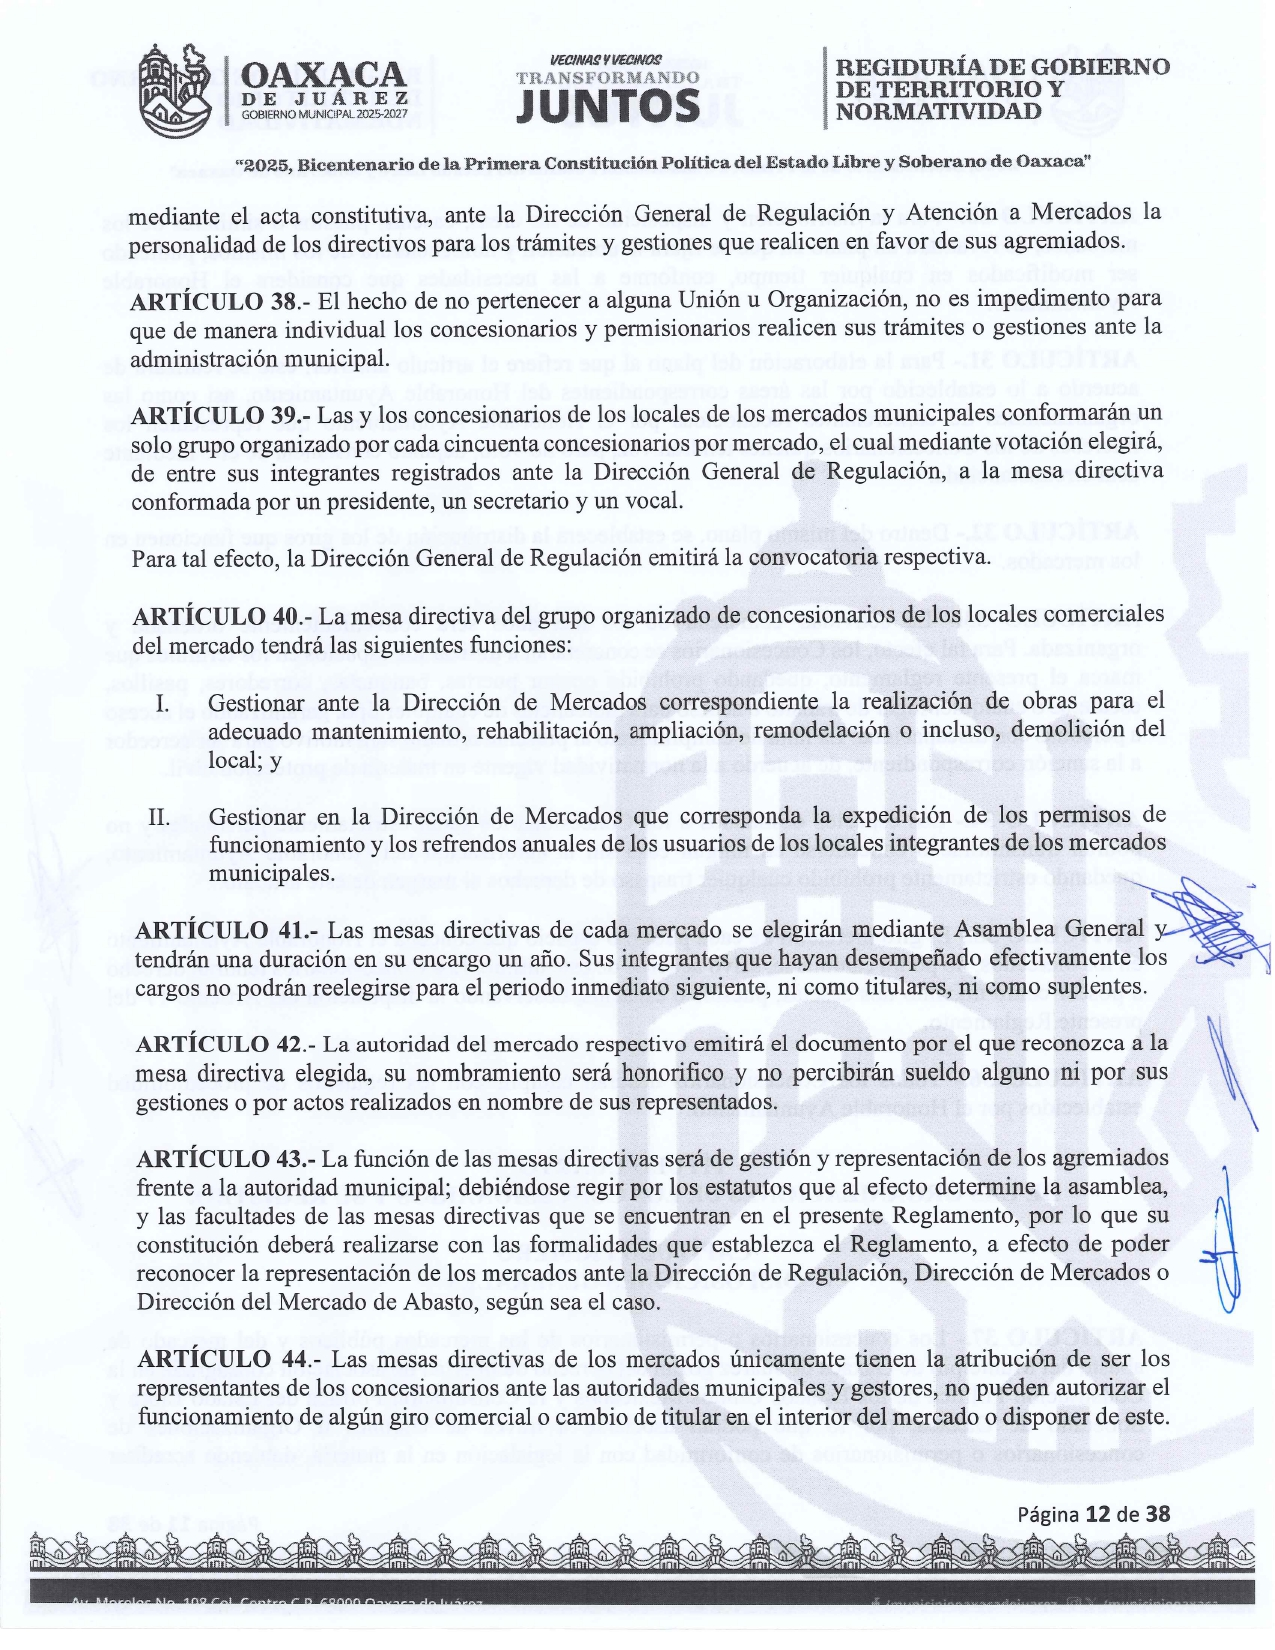 OAXACA
DE JUÁREZ
GOBIERNO MUNICIPAL 2025-2027
VECINAS Y VECINOS
TRANSFORMANDO
JUNTOS
REGIDURÍA DE GOBIERNO
DE TERRITORIO Y
NORMATIVIDAD
"2025, Bicentenario de la Primera Constitución Política del Estado Libre y Soberano de Oaxaca"
mediante el acta constitutiva, ante la Dirección General de Regulación y Atención a Mercados la
personalidad de los directivos para los trámites y gestiones que realicen en favor de sus agremiados.
ARTÍCULO 38.- El hecho de no pertenecer a alguna Unión u Organización, no es impedimento para
que de manera individual los concesionarios y permisionarios realicen sus trámites o gestiones ante la
administración municipal.
ARTÍCULO 39.- Las y los concesionarios de los locales de los mercados municipales conformarán un
solo grupo organizado por cada cincuenta concesionarios por mercado, el cual mediante votación elegirá,
de entre sus integrantes registrados ante la Dirección General de Regulación, a la mesa directiva
conformada por un presidente, un secretario y un vocal.
Para tal efecto, la Dirección General de Regulación emitirá la convocatoria respectiva.
ARTÍCULO 40.- La mesa directiva del grupo organizado de concesionarios de los locales comerciales
del mercado tendrá las siguientes funciones:
I. Gestionar ante la Dirección de Mercados correspondiente la realización de obras para el
adecuado mantenimiento, rehabilitación, ampliación, remodelación o incluso, demolición del
local; y
II. Gestionar en la Dirección de Mercados que corresponda la expedición de los permisos de
funcionamiento y los refrendos anuales de los usuarios de los locales integrantes de los mercados
municipales.
ARTÍCULO 41.- Las mesas directivas de cada mercado se elegirán mediante Asamblea General y
tendrán una duración en su encargo un año. Sus integrantes que hayan desempeñado efectivamente los
cargos no podrán reelegirse para el periodo inmediato siguiente, ni como titulares, ni como suplentes.
ARTÍCULO 42.- La autoridad del mercado respectivo emitirá el documento por el que reconozca a la
mesa directiva elegida, su nombramiento será honorifico y no percibirán sueldo alguno ni por sus
gestiones o por actos realizados en nombre de sus representados.
ARTÍCULO 43.- La función de las mesas directivas será de gestión y representación de los agremiados
frente a la autoridad municipal; debiéndose regir por los estatutos que al efecto determine la asamblea,
y las facultades de las mesas directivas que se encuentran en el presente Reglamento, por lo que su
constitución deberá realizarse con las formalidades que establezca el Reglamento, a efecto de poder
reconocer la representación de los mercados ante la Dirección de Regulación, Dirección de Mercados o
Dirección del Mercado de Abasto, según sea el caso.
ARTÍCULO 44.- Las mesas directivas de los mercados únicamente tienen la atribución de ser los
representantes de los concesionarios ante las autoridades municipales y gestores, no pueden autorizar el
funcionamiento de algún giro comercial o cambio de titular en el interior del mercado o disponer de este.
Página 12 de 38
Av. Morelos No. 108 Col. Centro C.P. 68000 Oaxaca de Juárez